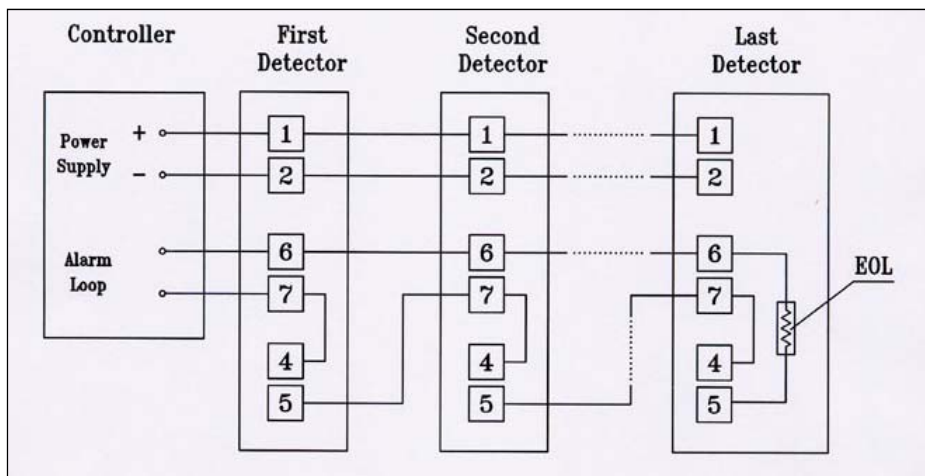 Controller
First
Detector
Second
Detector
Last
Detector
Power
Supply
+
−
Alarm
Loop
1
2
6
7
4
5
1
2
6
7
4
5
1
2
6
7
4
5
EOL